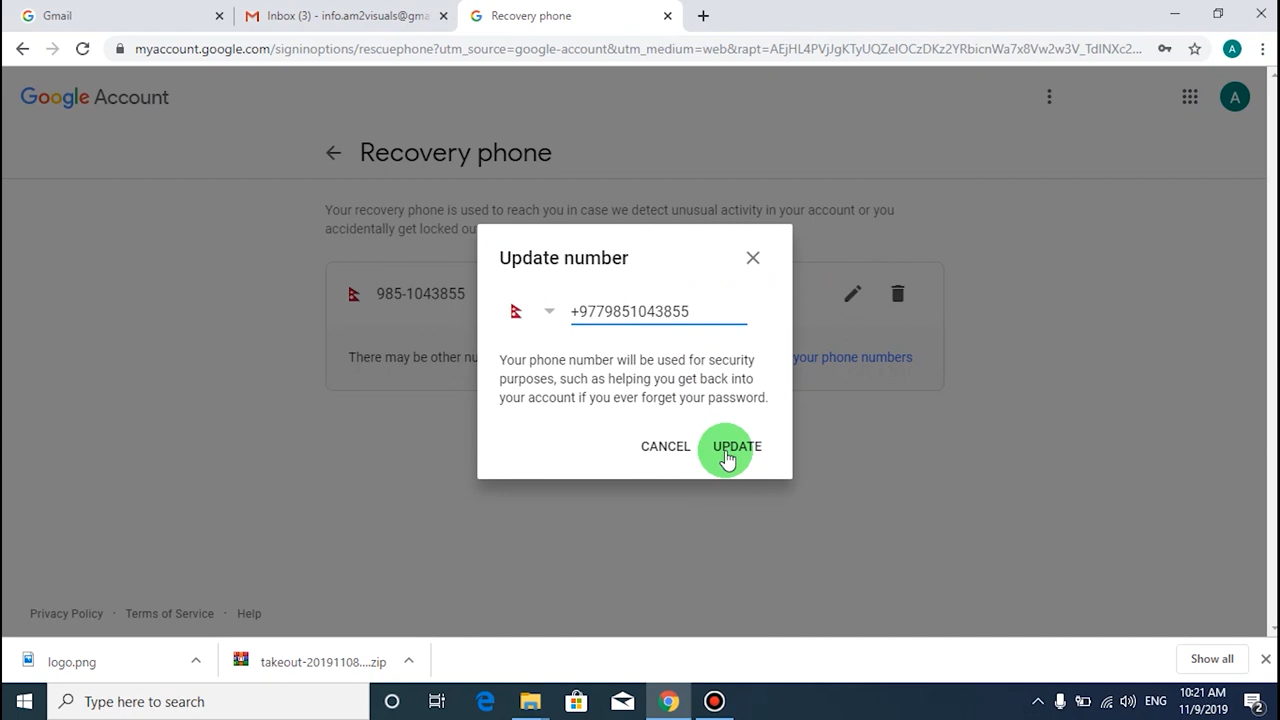 Gmail
Inbox (3) - info.am2visuals@gma
Recovery phone
myaccount.google.com/signinoptions/rescuephone?utm_source=google-account&utm_medium=web&rapt=AEjHL4PVjJgKTyUQZeIOCzDKz2YRbicnWa7x8Vw2w3V_TdINXc2...
A
Google Account
A
Recovery phone
Your recovery phone is used to reach you in case we detect unusual activity in your account or you
accidentally get locked ou
Update number
985-1043855
+9779851043855
There may be other nu
your phone numbers
Your phone number will be used for security
purposes, such as helping you get back into
your account if you ever forget your password.
CANCEL
UPDATE
Privacy Policy · Terms of Service · Help
logo.png
takeout-20191108....zip
Show all
Type here to search
ENG
10:21 AM
11/9/2019
2